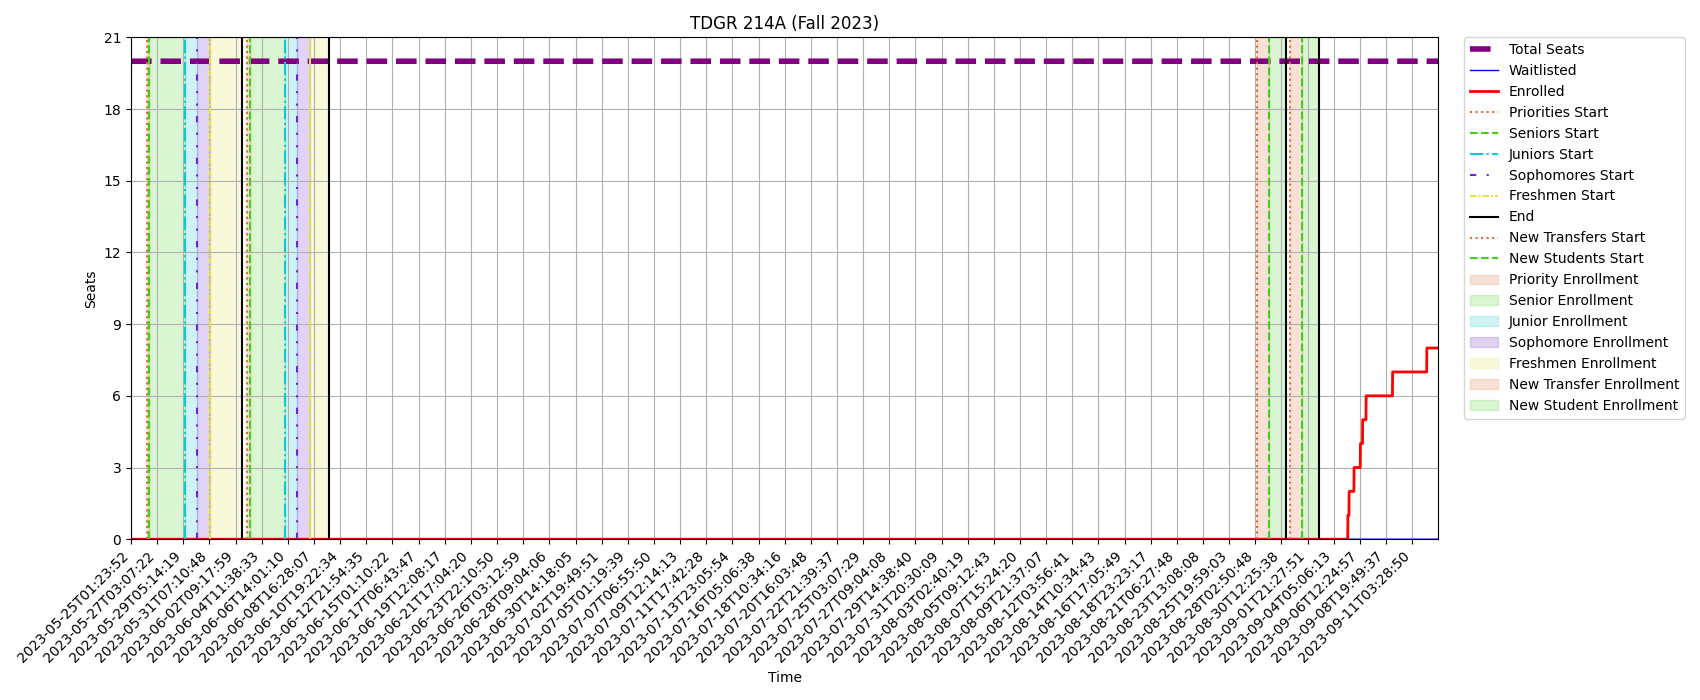 TDGR 214A (Fall 2023)
21
18
15
12
9
6
3
0
Seats
2023-05-25T01:23:52
2023-05-27T03:07:22
2023-05-29T05:14:19
2023-05-31T07:10:48
2023-06-02T09:17:59
2023-06-04T11:38:33
2023-06-06T14:01:10
2023-06-08T16:28:07
2023-06-10T19:22:34
2023-06-12T21:54:35
2023-06-15T01:10:22
2023-06-17T06:43:47
2023-06-19T12:08:17
2023-06-21T17:04:20
2023-06-23T22:10:50
2023-06-26T03:12:59
2023-06-28T09:04:06
2023-06-30T14:18:05
2023-07-02T19:49:51
2023-07-05T01:19:39
2023-07-07T06:55:50
2023-07-09T12:14:13
2023-07-11T17:42:28
2023-07-13T23:05:54
2023-07-16T05:06:38
2023-07-18T10:34:16
2023-07-20T16:03:48
2023-07-22T21:39:37
2023-07-25T03:07:29
2023-07-27T09:04:08
2023-07-29T14:38:40
2023-07-31T20:30:09
2023-08-03T02:40:19
2023-08-05T09:12:43
2023-08-07T15:24:20
2023-08-09T21:37:07
2023-08-12T03:56:41
2023-08-14T10:34:43
2023-08-16T17:05:49
2023-08-18T23:23:17
2023-08-21T06:27:48
2023-08-23T13:08:08
2023-08-25T19:59:03
2023-08-28T02:50:48
2023-08-30T12:25:38
2023-09-01T21:27:51
2023-09-04T05:06:13
2023-09-06T12:24:57
2023-09-08T19:49:37
2023-09-11T03:28:50
Time
Total Seats
Waitlisted
Enrolled
Priorities Start
Seniors Start
Juniors Start
Sophomores Start
Freshmen Start
End
New Transfers Start
New Students Start
Priority Enrollment
Senior Enrollment
Junior Enrollment
Sophomore Enrollment
Freshmen Enrollment
New Transfer Enrollment
New Student Enrollment